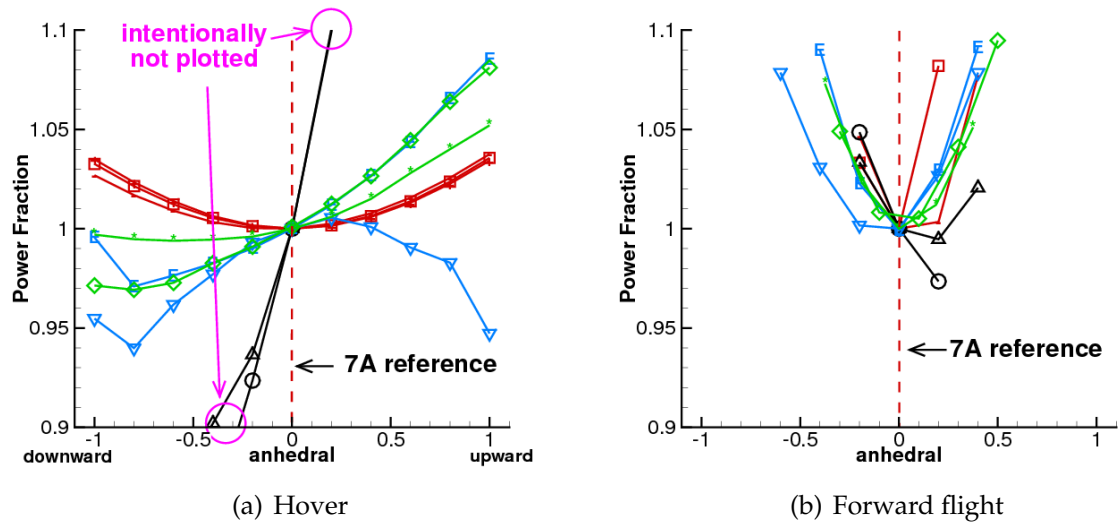 intentionally
not plotted
1.1
1.05
1
0.95
0.9
Power Fraction
7A reference
-1
-0.5
0
0.5
1
downward
anhedral
upward
(a) Hover
1.1
1.05
1
0.95
0.9
Power Fraction
7A reference
-1
-0.5
0
0.5
1
anhedral
(b) Forward flight